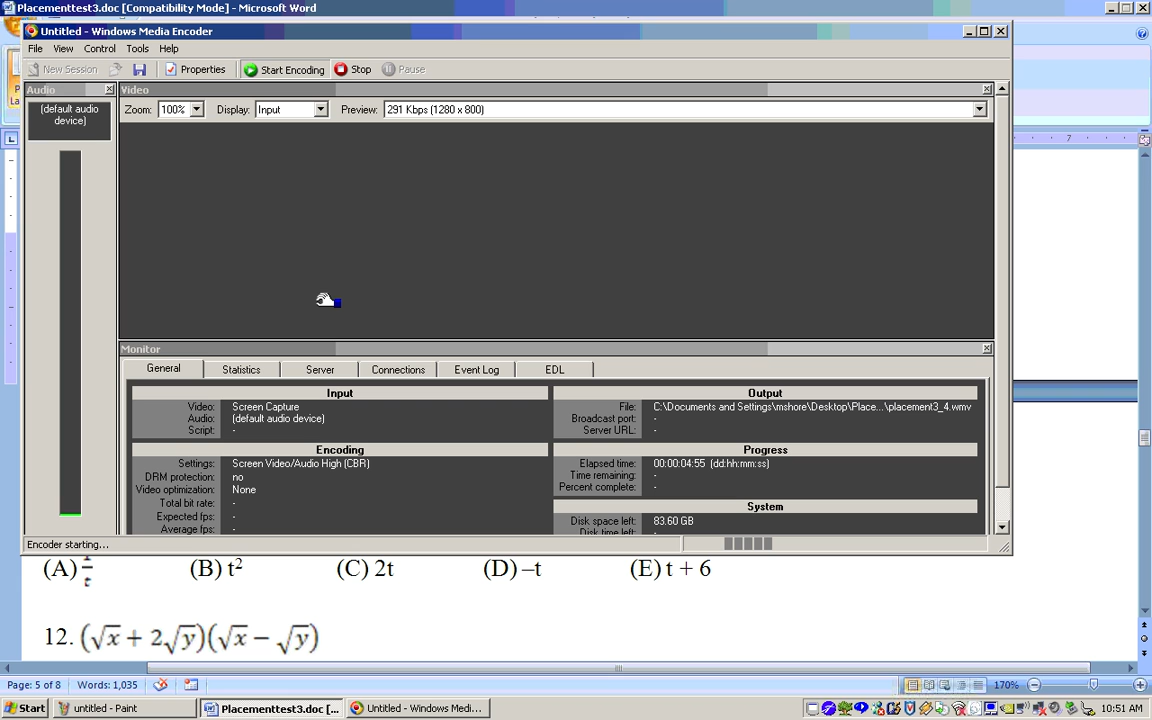 Placementtest3.doc [Compatibility Mode] - Microsoft Word
Untitled - Windows Media Encoder
File View Control Tools Help
New Session Properties Start Encoding Stop Pause
Audio Video
(default audio device) Zoom: 100% Display: Input Preview: 291 Kbps (1280 x 800)
7
Monitor
General Statistics Server Connections Event Log EDL
Input Output
Video: Screen Capture File: C:\Documents and Settings\mshore\Desktop\Place...\placement3_4.wmv
Audio: (default audio device) Broadcast port: -
Script: - Server URL: -
Encoding Progress
Settings: Screen Video/Audio High (CBR) Elapsed time: 00:00:04:55 (dd:hh:mm:ss)
DRM protection: no Time remaining: -
Video optimization: None Percent complete: -
Total bit rate: - System
Expected fps: - Disk space left: 83.60 GB
Average fps: - Disk time left: -
Encoder starting...
(A) 1/t (B) t² (C) 2t (D) –t (E) t + 6
12. (√x + 2√y)(√x − √y)
Page: 5 of 8 Words: 1,035 170%
Start untitled - Paint Placementtest3.doc [... Untitled - Windows Medi... 10:51 AM